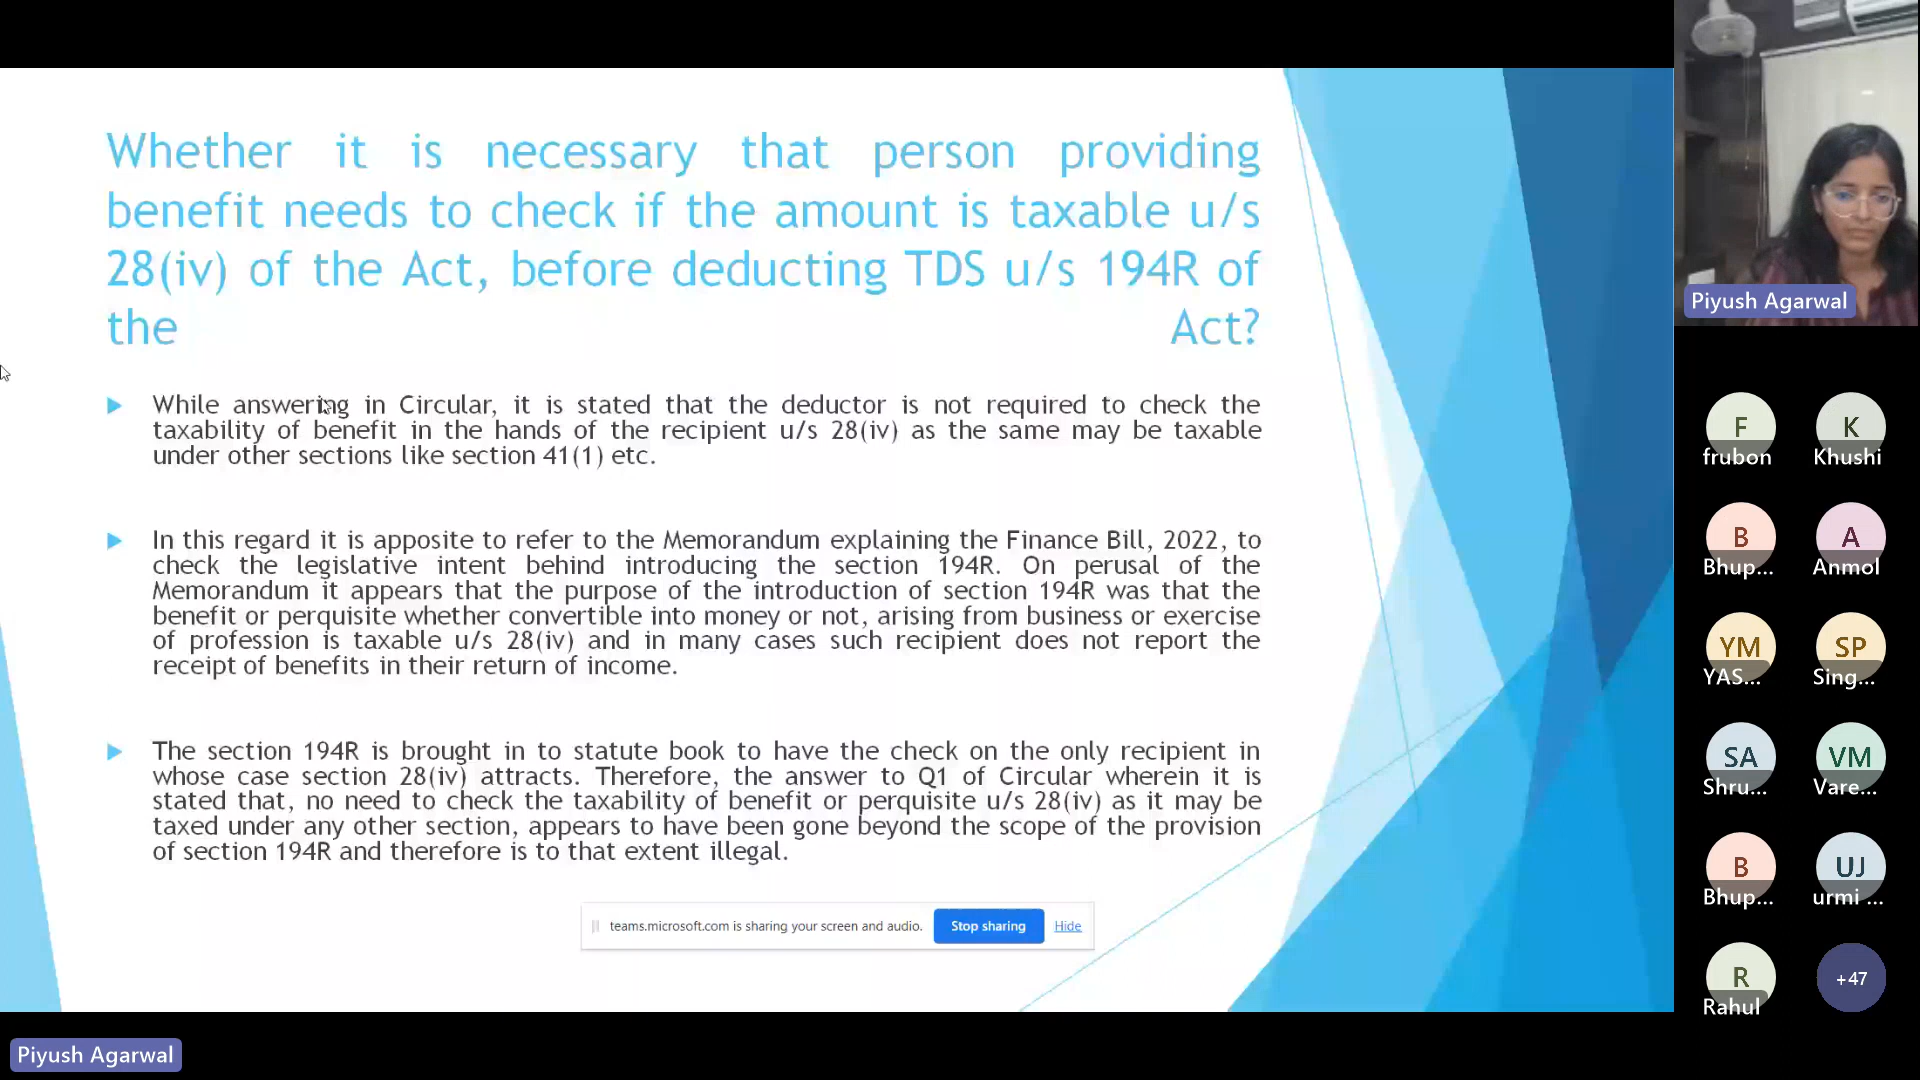 Whether it is necessary that person providing
benefit needs to check if the amount is taxable u/s
28(iv) of the Act, before deducting TDS u/s 194R of
the Act?
While answering in Circular, it is stated that the deductor is not required to check the
taxability of benefit in the hands of the recipient u/s 28(iv) as the same may be taxable
under other sections like section 41(1) etc.
In this regard it is apposite to refer to the Memorandum explaining the Finance Bill, 2022, to
check the legislative intent behind introducing the section 194R. On perusal of the
Memorandum it appears that the purpose of the introduction of section 194R was that the
benefit or perquisite whether convertible into money or not, arising from business or exercise
of profession is taxable u/s 28(iv) and in many cases such recipient does not report the
receipt of benefits in their return of income.
The section 194R is brought in to statute book to have the check on the only recipient in
whose case section 28(iv) attracts. Therefore, the answer to Q1 of Circular wherein it is
stated that, no need to check the taxability of benefit or perquisite u/s 28(iv) as it may be
taxed under any other section, appears to have been gone beyond the scope of the provision
of section 194R and therefore is to that extent illegal.
teams.microsoft.com is sharing your screen and audio. Stop sharing Hide
Piyush Agarwal
Piyush Agarwal
F K
frubon Khushi
B A
Bhup... Anmol
YM SP
YAS... Sing...
SA VM
Shru... Vare...
B UJ
Bhup... urmi ...
R +47
Rahul